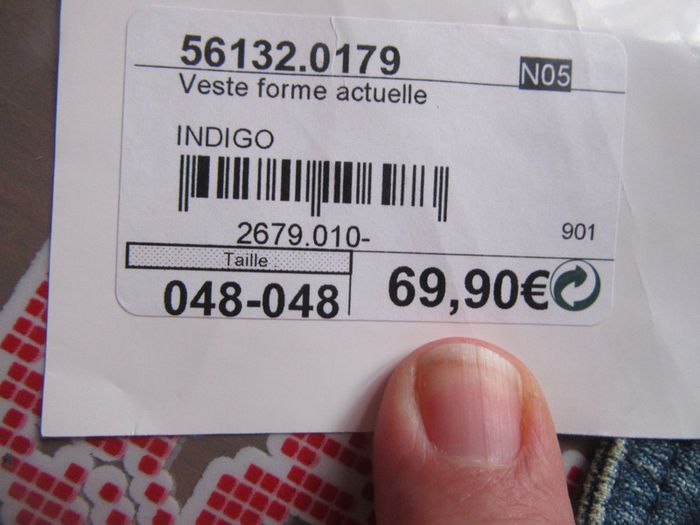 56132.0179
N05
Veste forme actuelle
INDIGO
2679.010-
901
Taille
048-048
69,90€